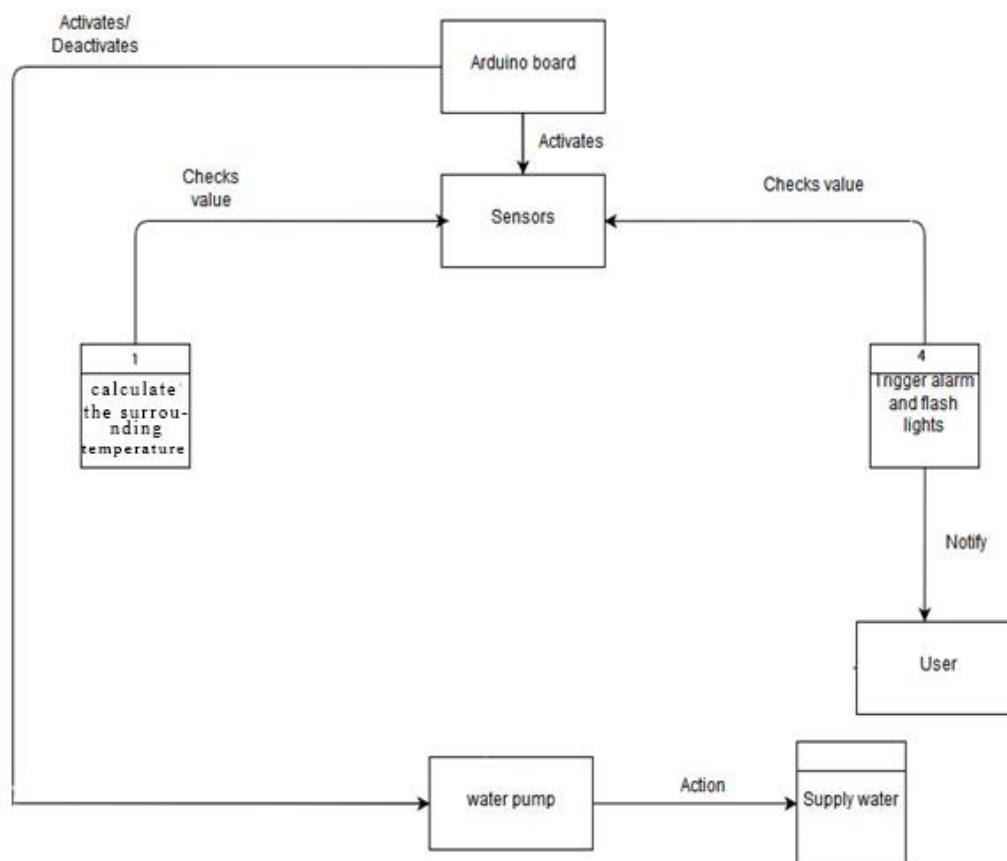 Activates/
Deactivates
Arduino board
Activates
Checks
value
Checks value
Sensors
1
calculate
the surrou-
nding
temperature
4
Trigger alarm
and flash
lights
Notify
User
water pump
Action
Supply water